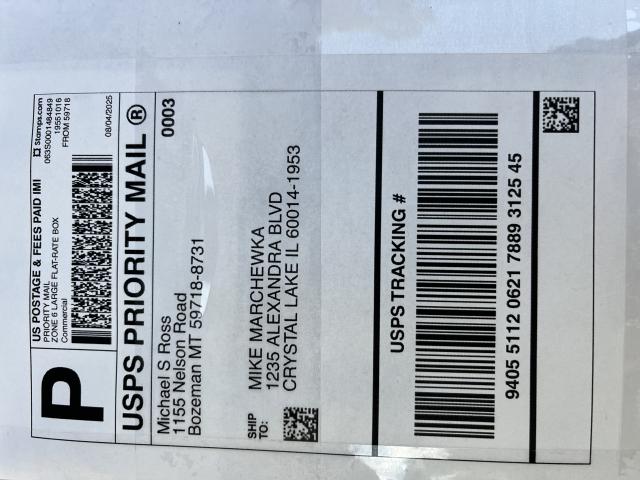 P
US POSTAGE & FEES PAID IMI
PRIORITY MAIL
ZONE 6 LARGE FLAT-RATE BOX
Commercial
Stamps.com
063S0001484849
19551016
FROM 59718
08/04/2025
USPS PRIORITY MAIL ®
Michael S Ross
1155 Nelson Road
Bozeman MT 59718-8731
0003
SHIP
TO:
MIKE MARCHEWKA
1235 ALEXANDRA BLVD
CRYSTAL LAKE IL 60014-1953
USPS TRACKING #
9405 5112 0621 7889 3125 45